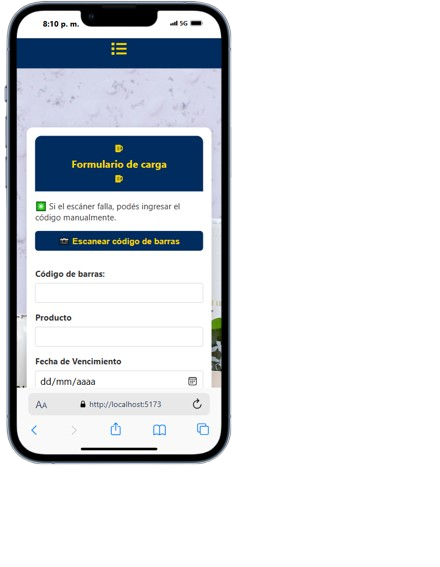 8:10 p. m.
5G
Formulario de carga
Si el escáner falla, podés ingresar el
código manualmente.
Escanear código de barras
Código de barras:
Producto
Fecha de Vencimiento
dd/mm/aaaa
AA
http://localhost:5173